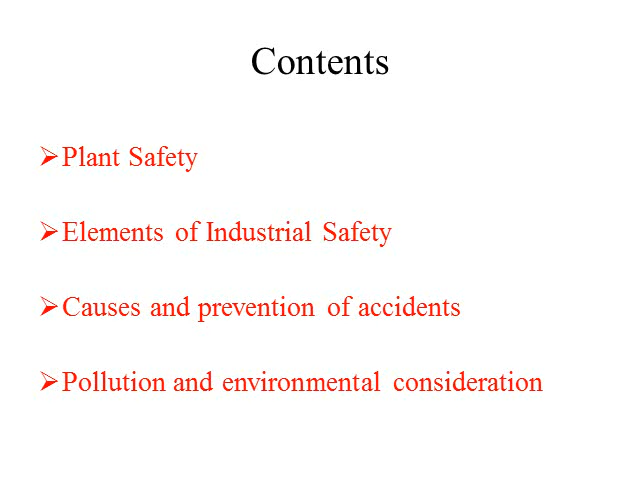 Contents
➢Plant Safety
➢Elements of Industrial Safety
➢Causes and prevention of accidents
➢Pollution and environmental consideration